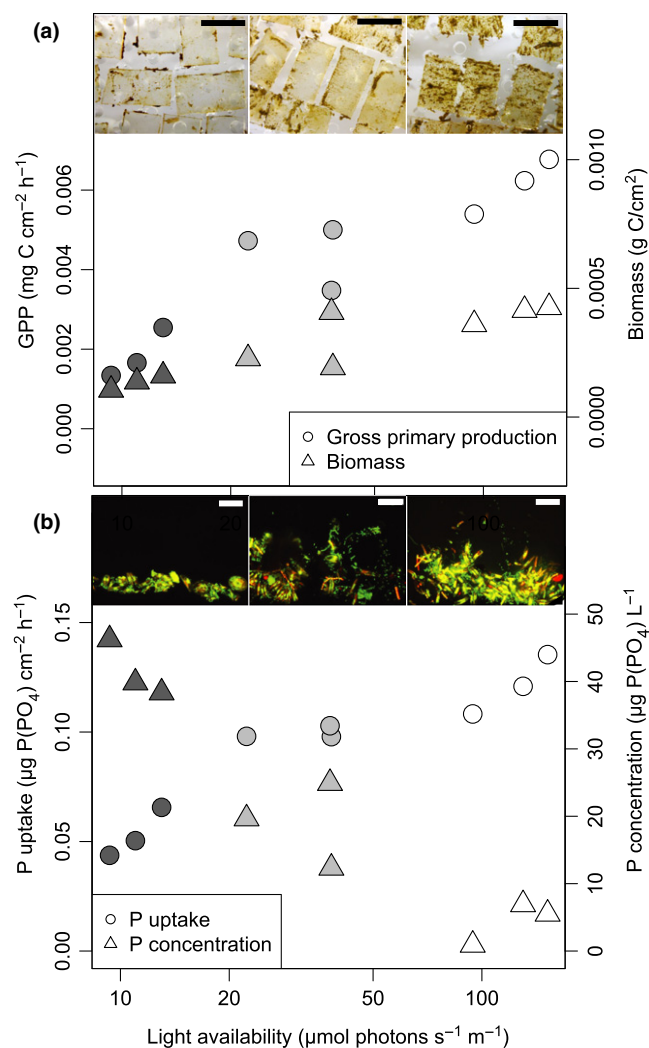 (a)
GPP (mg C cm⁻² h⁻¹)
0.006
0.004
0.002
0.000
Biomass (g C/cm²)
0.0010
0.0005
0.0000
Gross primary production
Biomass
(b)
10
20
100
P uptake (µg P(PO₄) cm⁻² h⁻¹)
0.15
0.10
0.05
0.00
P concentration (µg P(PO₄) L⁻¹)
50
40
30
20
10
0
P uptake
P concentration
10
20
50
100
Light availability (µmol photons s⁻¹ m⁻¹)